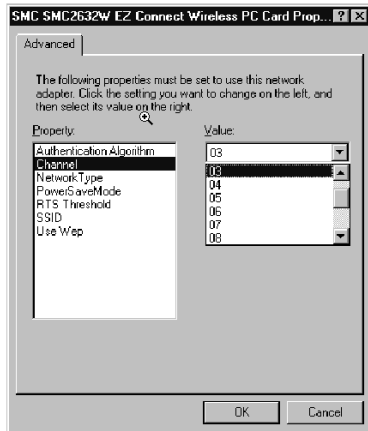 SMC SMC2632W EZ Connect Wireless PC Card Prop... ? X
Advanced
The following properties must be set to use this network
adapter. Click the setting you want to change on the left, and
then select its value on the right.
Property:
Authentication Algorithm
Channel
NetworkType
PowerSaveMode
RTS Threshold
SSID
Use Wep
Value:
03
03
04
05
06
07
08
OK
Cancel